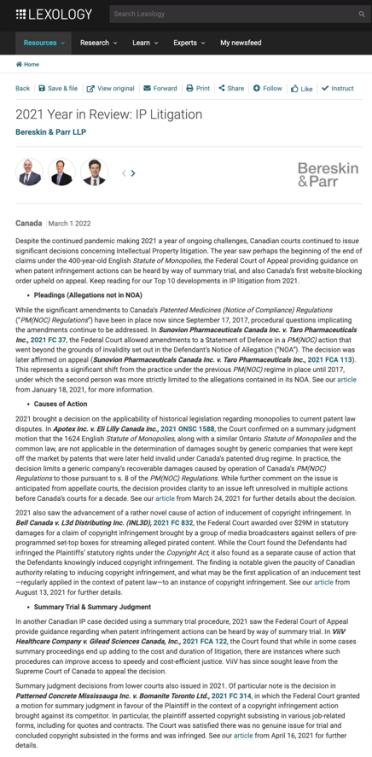 LEXOLOGY Search Lexology
Resources Research Learn Experts My newsfeed
Home
Back Save & file View original Forward Print Share Follow Like Instruct
2021 Year in Review: IP Litigation
Bereskin & Parr LLP
Bereskin
& Parr
Canada March 1 2022
Despite the continued pandemic making 2021 a year of ongoing challenges, Canadian courts continued to issue
significant decisions concerning Intellectual Property litigation. The year saw perhaps the beginning of the end of
claims under the 400-year-old English Statute of Monopolies, the Federal Court of Appeal providing guidance on
when patent infringement actions can be heard by way of summary trial, and also Canada's first website-blocking
order upheld on appeal. Keep reading for our Top 10 developments in IP litigation from 2021.
• Pleadings (Allegations not in NOA)
While the significant amendments to Canada's Patented Medicines (Notice of Compliance) Regulations
("PM(NOC) Regulations") have been in place now since September 17, 2017, procedural questions implicating
the amendments continue to be addressed. In Sunovion Pharmaceuticals Canada Inc. v. Taro Pharmaceuticals
Inc., 2021 FC 37, the Federal Court allowed amendments to a Statement of Defence in a PM(NOC) action that
went beyond the grounds of invalidity set out in the Defendant's Notice of Allegation ("NOA"). The decision was
later affirmed on appeal (Sunovion Pharmaceuticals Canada Inc. v. Taro Pharmaceuticals Inc., 2021 FCA 113).
This represents a significant shift from the practice under the previous PM(NOC) regime in place until 2017,
under which the second person was more strictly limited to the allegations contained in its NOA. See our article
from January 18, 2021, for more information.
• Causes of Action
2021 brought a decision on the applicability of historical legislation regarding monopolies to current patent law
disputes. In Apotex Inc. v. Eli Lilly Canada Inc., 2021 ONSC 1588, the Court confirmed on a summary judgment
motion that the 1624 English Statute of Monopolies, along with a similar Ontario Statute of Monopolies and the
common law, are not applicable in the determination of damages sought by generic companies that were kept
off the market by patents that were later held invalid under Canada's patented drug regime. In practice, the
decision limits a generic company's recoverable damages caused by operation of Canada's PM(NOC)
Regulations to those pursuant to s. 8 of the PM(NOC) Regulations. While further comment on the issue is
anticipated from appellate courts, the decision provides clarity to an issue left unresolved in multiple actions
before Canada's courts for a decade. See our article from March 24, 2021 for further details about the decision.
2021 also saw the advancement of a rather novel cause of action of inducement of copyright infringement. In
Bell Canada v. L3d Distributing Inc. (INL3D), 2021 FC 832, the Federal Court awarded over $29M in statutory
damages for a claim of copyright infringement brought by a group of media broadcasters against sellers of pre-
programmed set-top boxes for streaming alleged pirated content. While the Court found the Defendants had
infringed the Plaintiffs' statutory rights under the Copyright Act, it also found as a separate cause of action that
the Defendants knowingly induced copyright infringement. The finding is notable given the paucity of Canadian
authority relating to inducing copyright infringement, and what may be the first application of an inducement test
—regularly applied in the context of patent law—to an instance of copyright infringement. See our article from
August 13, 2021 for further details.
• Summary Trial & Summary Judgment
In another Canadian IP case decided using a summary trial procedure, 2021 saw the Federal Court of Appeal
provide guidance regarding when patent infringement actions can be heard by way of summary trial. In ViiV
Healthcare Company v. Gilead Sciences Canada, Inc., 2021 FCA 122, the Court found that while in some cases
summary proceedings end up adding to the cost and duration of litigation, there are instances where such
procedures can improve access to speedy and cost-efficient justice. ViiV has since sought leave from the
Supreme Court of Canada to appeal the decision.
Summary judgment decisions from lower courts also issued in 2021. Of particular note is the decision in
Patterned Concrete Mississauga Inc. v. Bomanite Toronto Ltd., 2021 FC 314, in which the Federal Court granted
a motion for summary judgment in favour of the Plaintiff in the context of a copyright infringement action
brought against its competitor. In particular, the plaintiff asserted copyright subsisting in various job-related
forms, including for quotes and contracts. The Court was satisfied there was no genuine issue for trial and
concluded copyright subsisted in the forms and was infringed. See our article from April 16, 2021 for further
details.